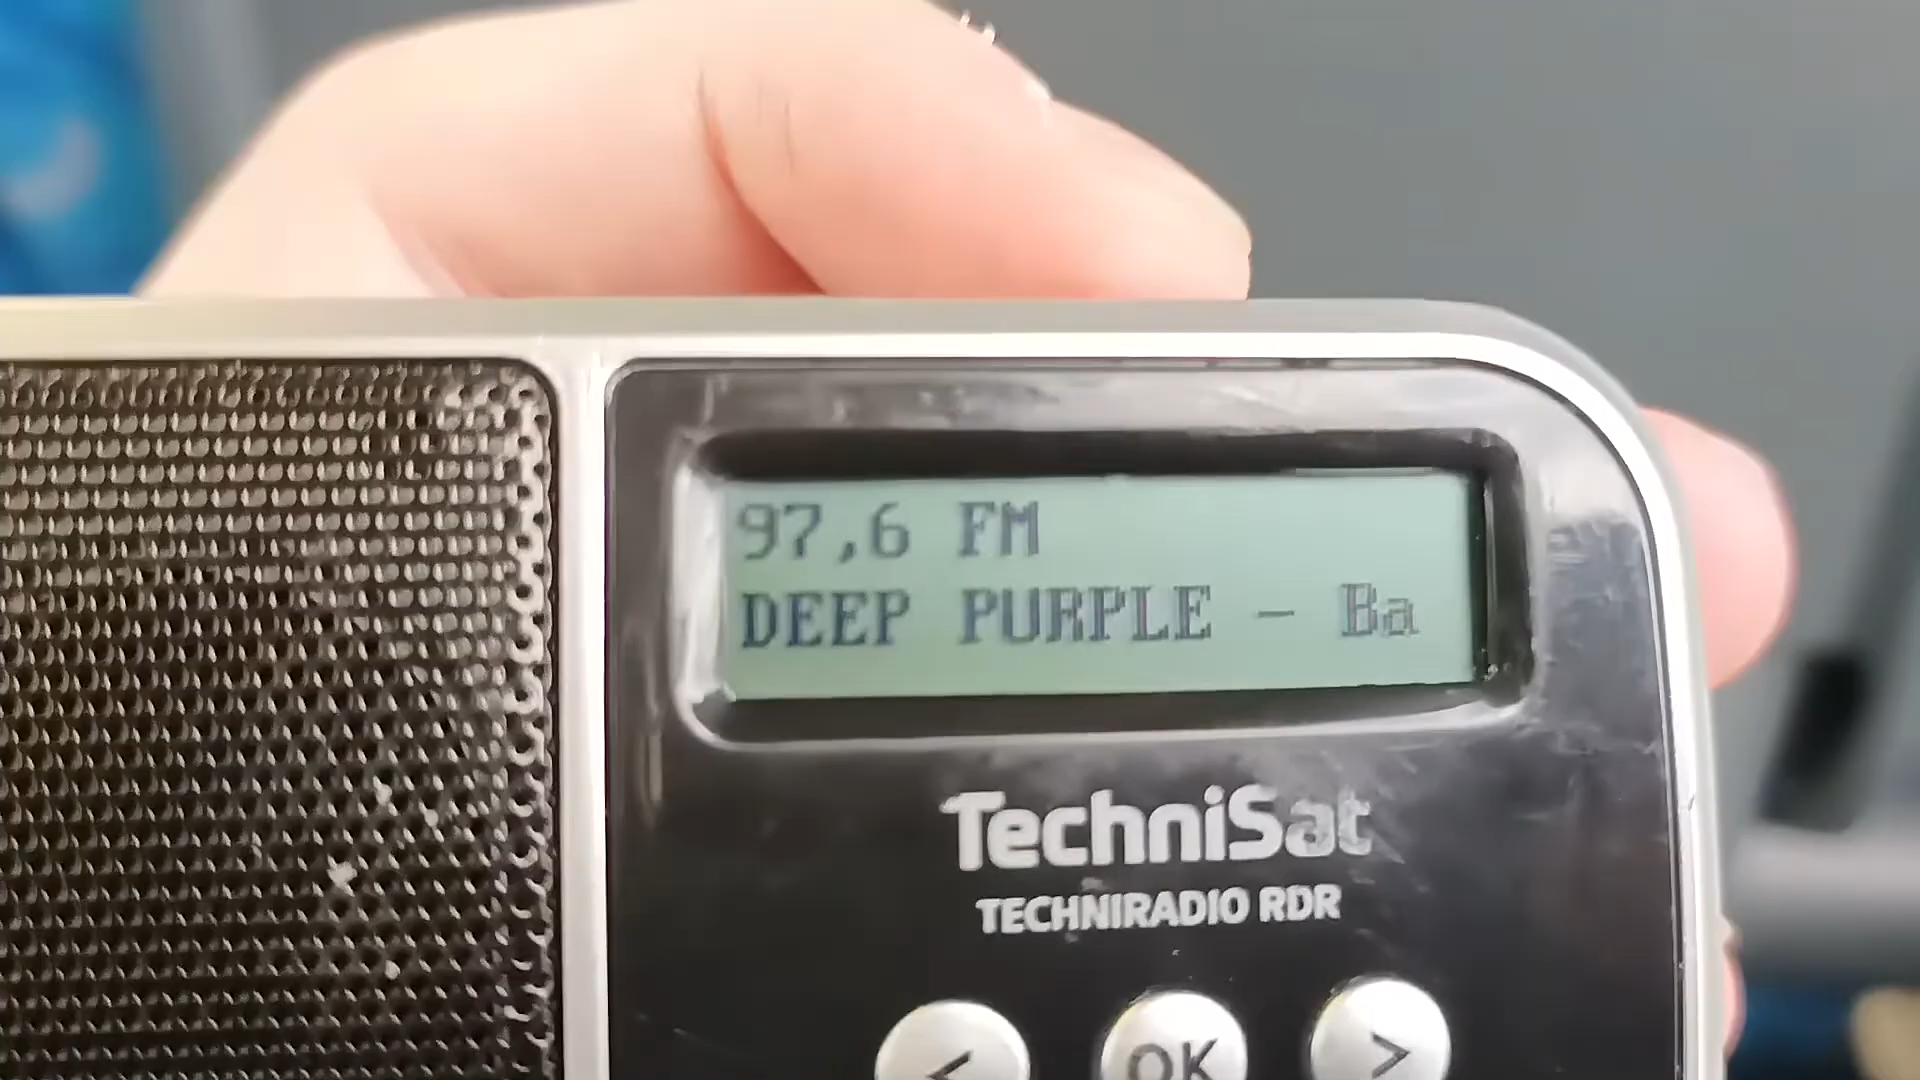 97,6 FM
DEEP PURPLE - Ba
TechniSat
TECHNIRADIO RDR
< OK >